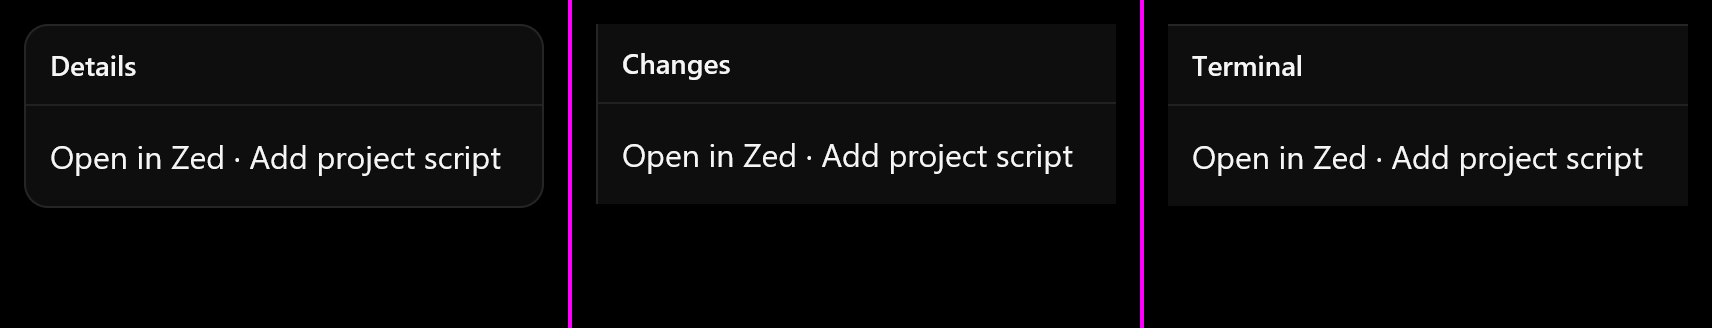 Details
Open in Zed · Add project script
Changes
Open in Zed · Add project script
Terminal
Open in Zed · Add project script